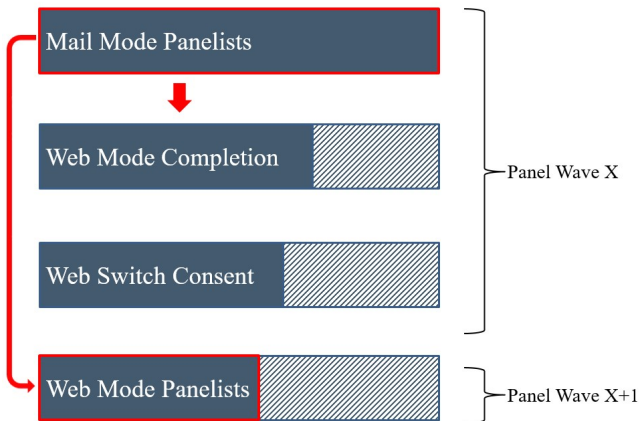 Mail Mode Panelists
Web Mode Completion
Panel Wave X
Web Switch Consent
Web Mode Panelists
Panel Wave X+1